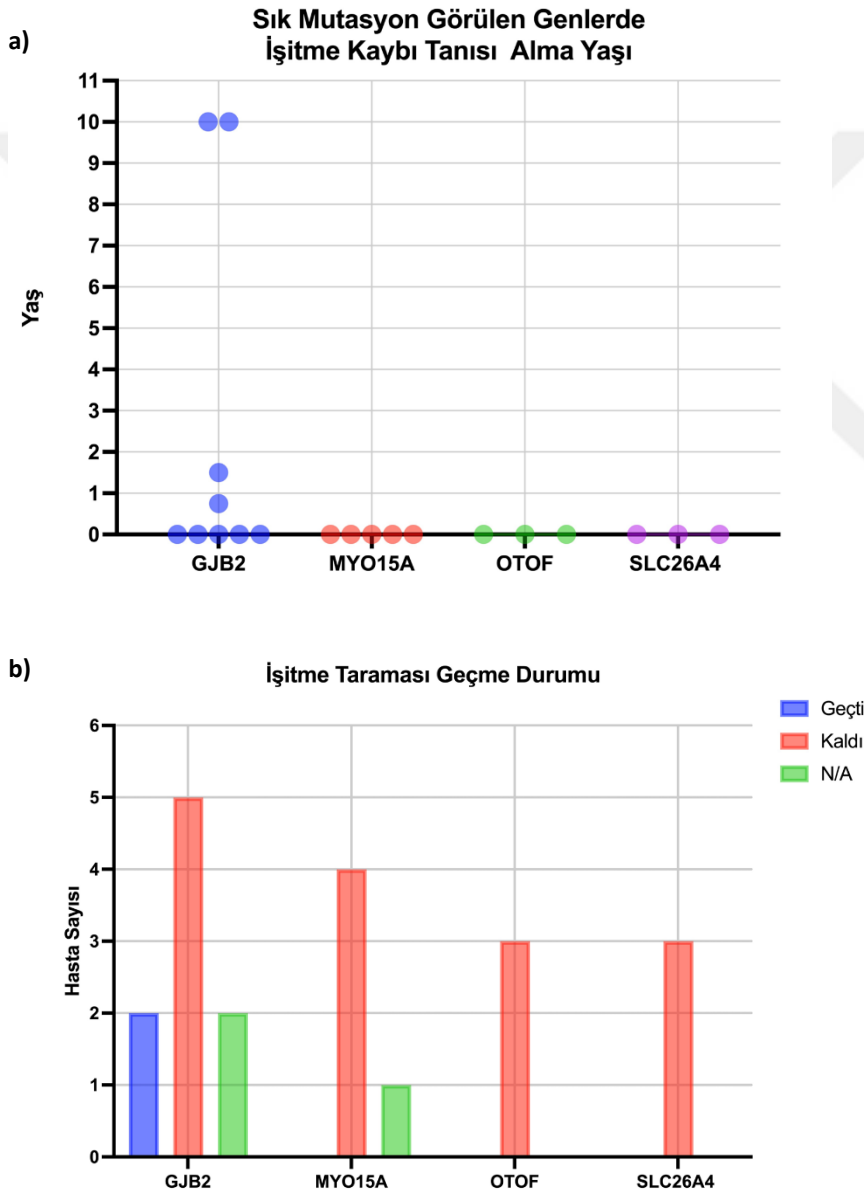 a)
Sık Mutasyon Görülen Genlerde
İşitme Kaybı Tanısı Alma Yaşı
11
10
9
8
7
6
5
4
3
2
1
0
Yaş
GJB2 MYO15A OTOF SLC26A4
b)
İşitme Taraması Geçme Durumu
Geçti
Kaldı
N/A
6
5
4
3
2
1
0
Hasta Sayısı
GJB2 MYO15A OTOF SLC26A4